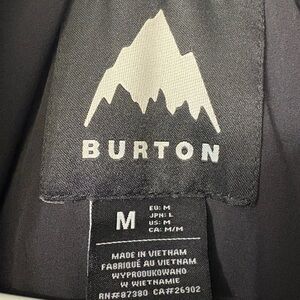 BURTON
M
EU: M
JPN: L
US: M
CA: M/M
MADE IN VIETNAM
FABRIQUÉ AU VIETNAM
WYPRODUKOWANO
W WIETNAMIE
RN#87380 CA#26902